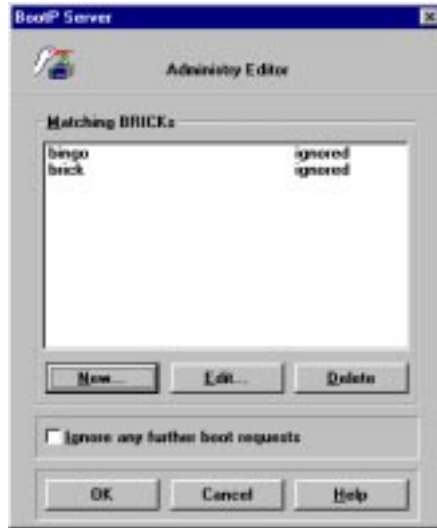 BootP Server
Administry Editor
Matching BRICKs
bingo ignored
brick ignored
New... Edit... Delete
Ignore any further boot requests
OK Cancel Help